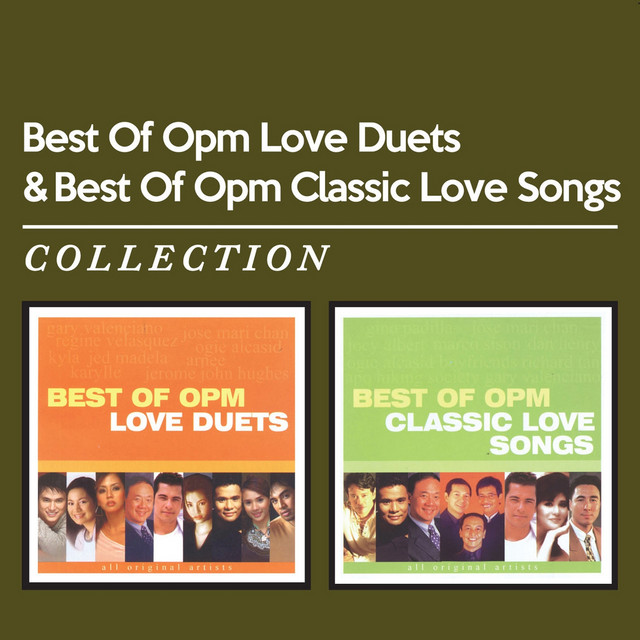 Best Of Opm Love Duets
& Best Of Opm Classic Love Songs
COLLECTION
gary valenciano jose mari chan
regine velasquez ogie alcasid
kyla jed madela arnee
karylle jerome john hughes
BEST OF OPM
LOVE DUETS
all original artists
BEST OF OPM
CLASSIC LOVE
SONGS
all original artists